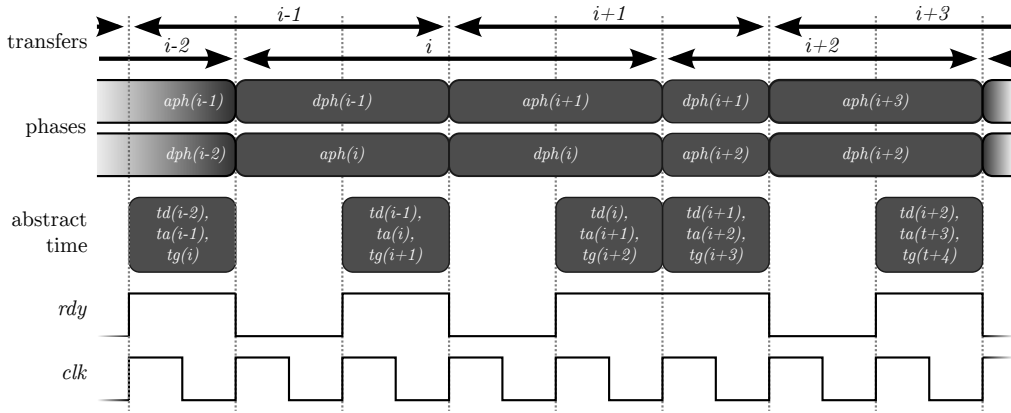 transfers
i-1
i+1
i+3
i-2
i
i+2
phases
aph(i-1)
dph(i-1)
aph(i+1)
dph(i+1)
aph(i+3)
dph(i-2)
aph(i)
dph(i)
aph(i+2)
dph(i+2)
abstract
time
td(i-2),
ta(i-1),
tg(i)
td(i-1),
ta(i),
tg(i+1)
td(i),
ta(i+1),
tg(i+2)
td(i+1),
ta(i+2),
tg(i+3)
td(i+2),
ta(t+3),
tg(t+4)
rdy
clk